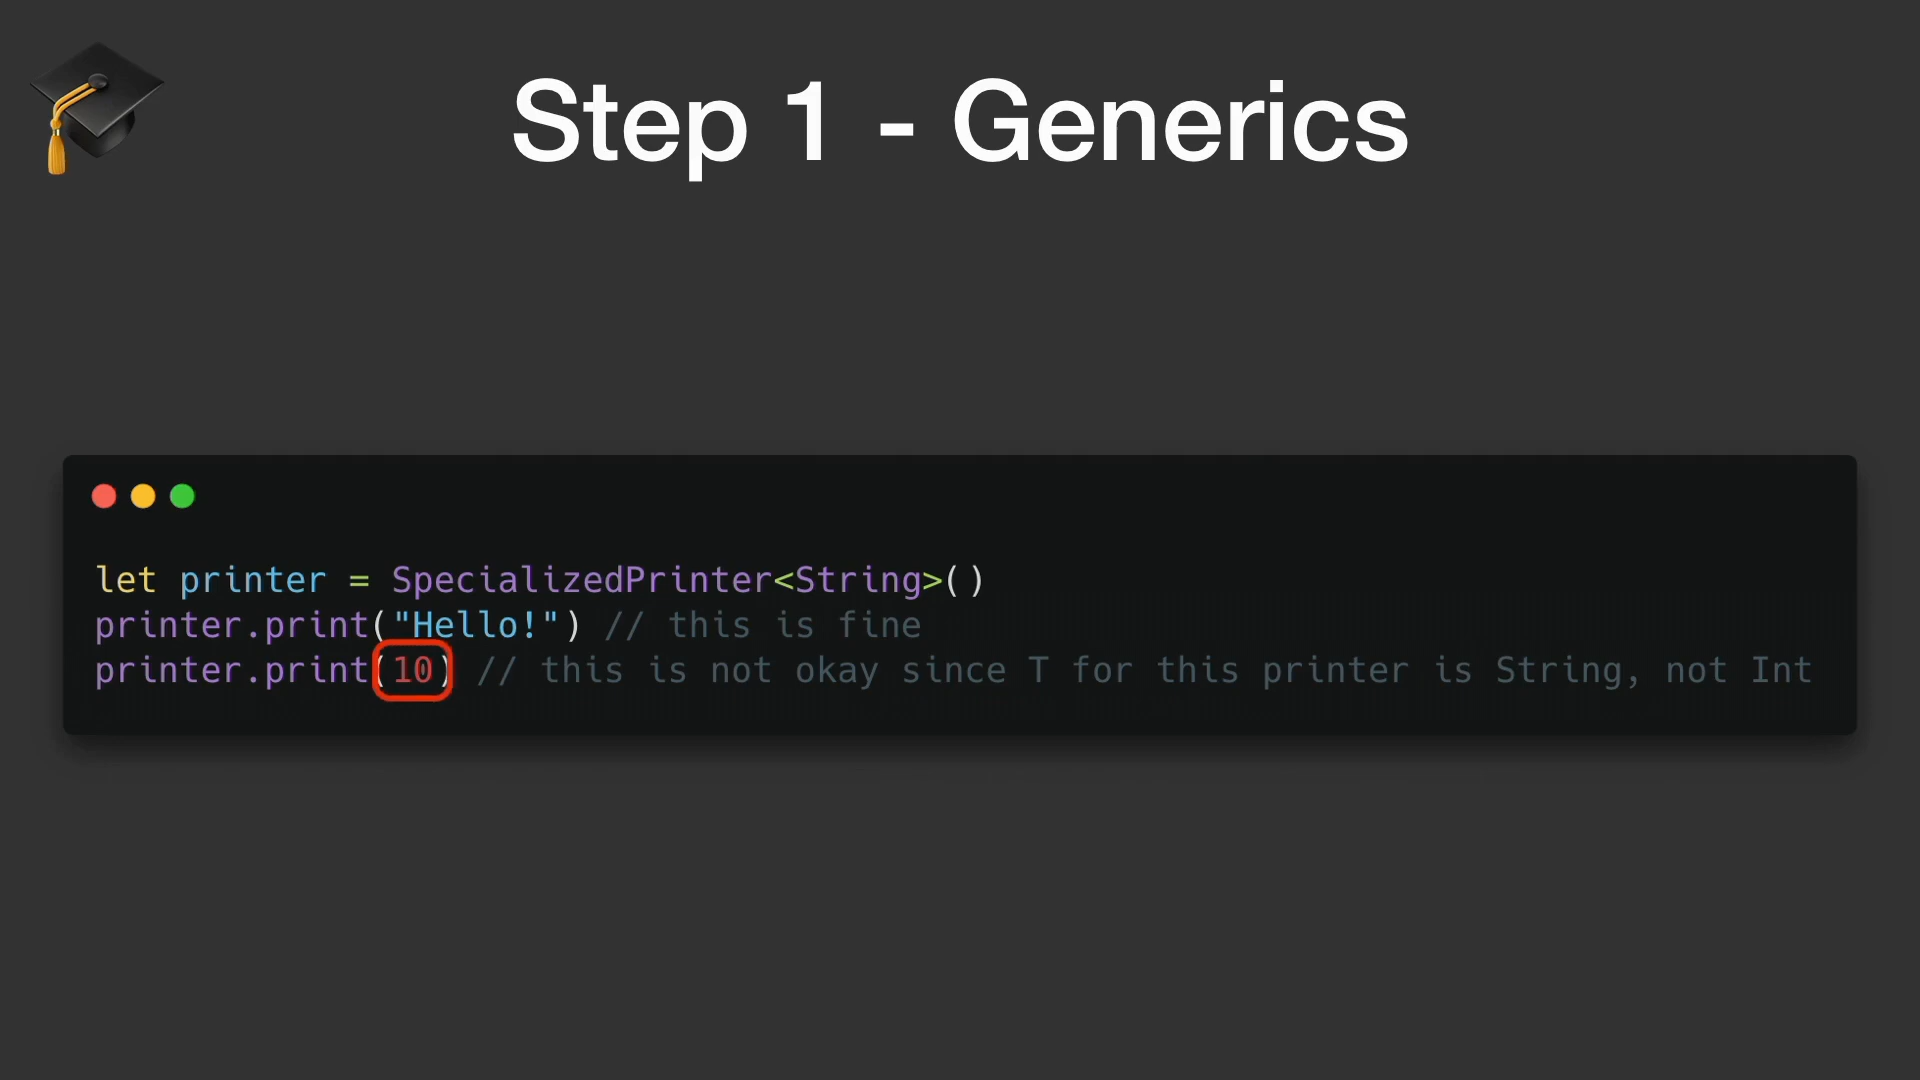 Step 1 - Generics
let printer = SpecializedPrinter<String>()
printer.print("Hello!") // this is fine
printer.print(10) // this is not okay since T for this printer is String, not Int